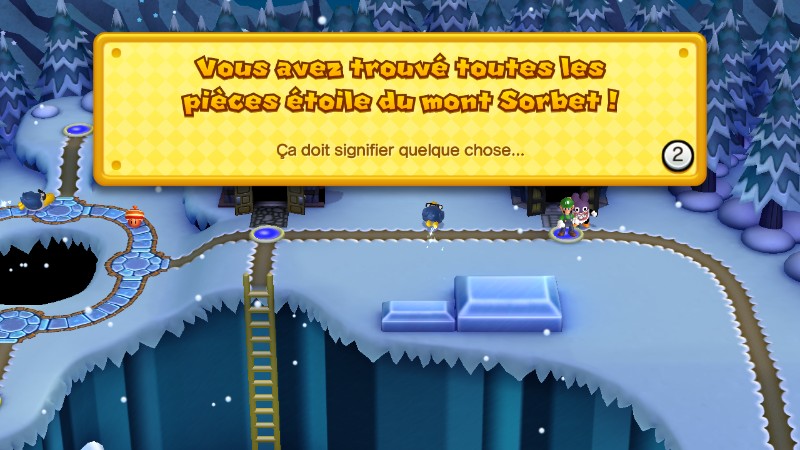 Vous avez trouvé toutes les
pièces étoile du mont Sorbet !
Ça doit signifier quelque chose...
2